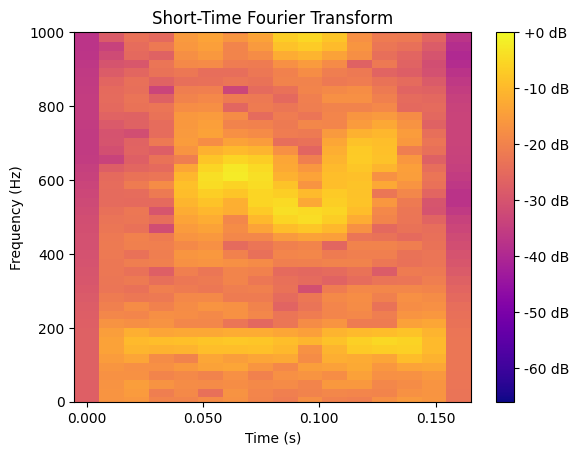 Short-Time Fourier Transform
1000
800
600
400
200
0
Frequency (Hz)
0.000
0.050
0.100
0.150
Time (s)
+0 dB
-10 dB
-20 dB
-30 dB
-40 dB
-50 dB
-60 dB